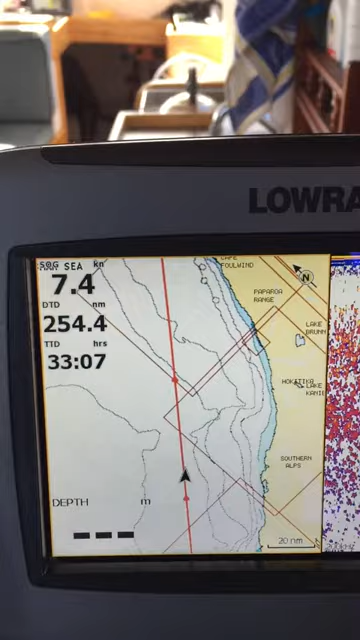 LOWRA
SOG kn
SEA
7.4
DTD nm
254.4
TTD hrs
33:07
DEPTH m
CAPE
FOULWIND
N
PAPAROA
RANGE
LAKE
BRUNN
HOKITIKA
LAKE
KANIE
SOUTHERN
ALPS
20 nm